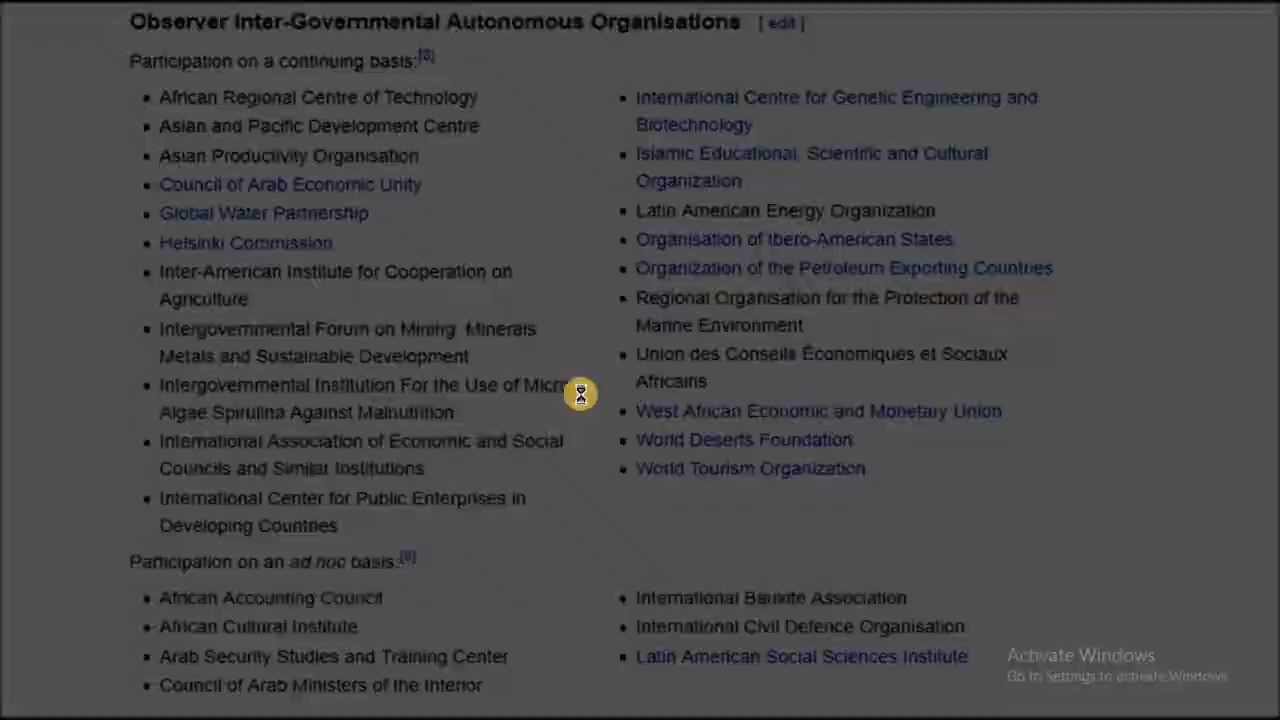 Observer Inter-Governmental Autonomous Organisations [ edit ]
Participation on a continuing basis:
African Regional Centre of Technology
Asian and Pacific Development Centre
Asian Productivity Organisation
Council of Arab Economic Unity
Global Water Partnership
Helsinki Commission
Inter-American Institute for Cooperation on
Agriculture
Intergovernmental Forum on Mining, Minerals
Metals and Sustainable Development
Intergovernmental Institution For the Use of Micro
Algae Spirulina Against Malnutrition
International Association of Economic and Social
Councils and Similar Institutions
International Center for Public Enterprises in
Developing Countries
International Centre for Genetic Engineering and
Biotechnology
Islamic Educational, Scientific and Cultural
Organization
Latin American Energy Organization
Organisation of Ibero-American States
Organization of the Petroleum Exporting Countries
Regional Organisation for the Protection of the
Marine Environment
Union des Conseils Économiques et Sociaux
Africains
West African Economic and Monetary Union
World Deserts Foundation
World Tourism Organization
Participation on an ad hoc basis:
African Accounting Council
African Cultural Institute
Arab Security Studies and Training Center
Council of Arab Ministers of the Interior
International Bauxite Association
International Civil Defence Organisation
Latin American Social Sciences Institute
Activate Windows
Go to Settings to activate Windows.